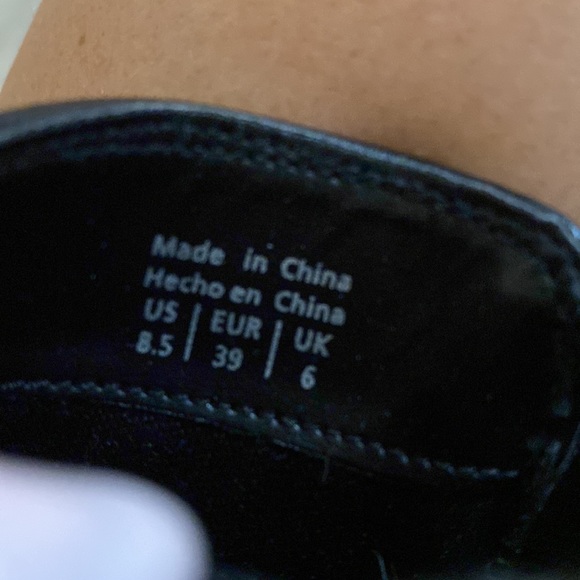 Made in China
Hecho en China
US | EUR | UK
8.5 | 39 | 6